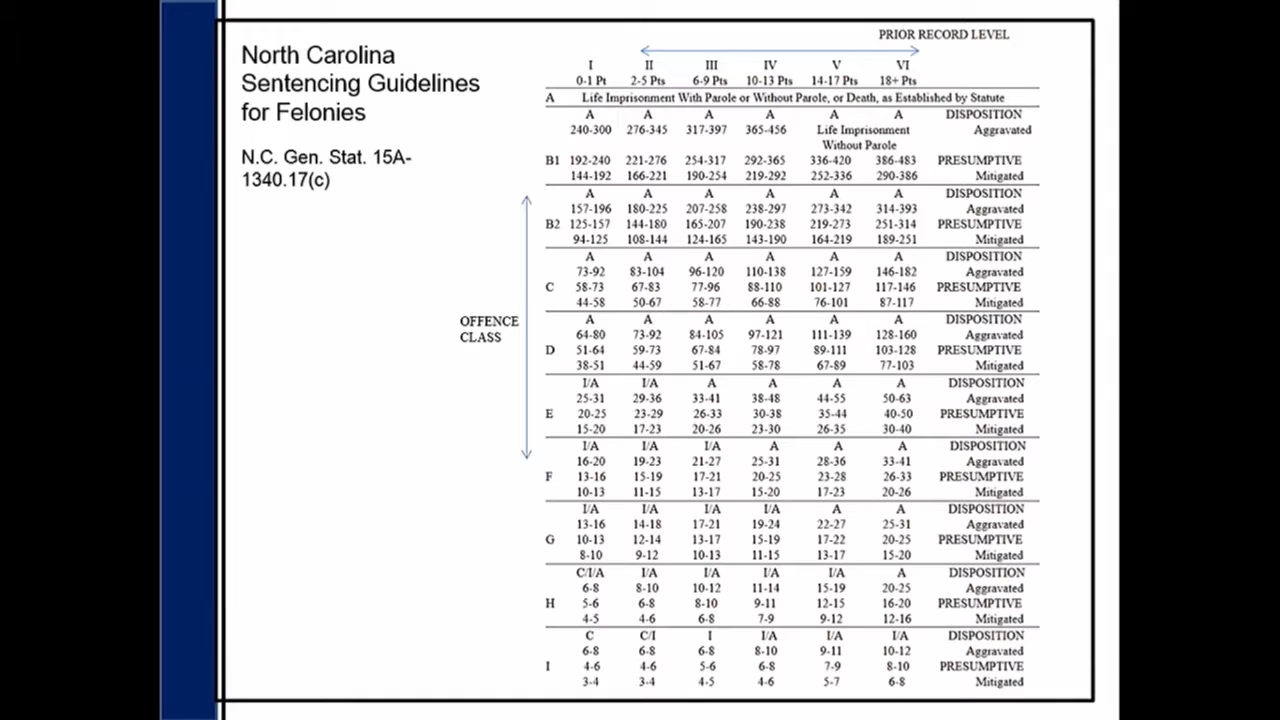 North Carolina
Sentencing Guidelines
for Felonies
N.C. Gen. Stat. 15A-
1340.17(c)
PRIOR RECORD LEVEL
I II III IV V VI
0-1 Pt 2-5 Pts 6-9 Pts 10-13 Pts 14-17 Pts 18+ Pts
A Life Imprisonment With Parole or Without Parole, or Death, as Established by Statute
A A A A A A DISPOSITION
240-300 276-345 317-397 365-456 Life Imprisonment Aggravated
Without Parole
B1 192-240 221-276 254-317 292-365 336-420 386-483 PRESUMPTIVE
144-192 166-221 190-254 219-292 252-336 290-386 Mitigated
A A A A A A DISPOSITION
157-196 180-225 207-258 238-297 273-342 314-393 Aggravated
B2 125-157 144-180 165-207 190-238 219-273 251-314 PRESUMPTIVE
94-125 108-144 124-165 143-190 164-219 189-251 Mitigated
A A A A A A DISPOSITION
73-92 83-104 96-120 110-138 127-159 146-182 Aggravated
C 58-73 67-83 77-96 88-110 101-127 117-146 PRESUMPTIVE
44-58 50-67 58-77 66-88 76-101 87-117 Mitigated
OFFENCE
CLASS
A A A A A A DISPOSITION
64-80 73-92 84-105 97-121 111-139 128-160 Aggravated
D 51-64 59-73 67-84 78-97 89-111 103-128 PRESUMPTIVE
38-51 44-59 51-67 58-78 67-89 77-103 Mitigated
I/A I/A A A A A DISPOSITION
25-31 29-36 33-41 38-48 44-55 50-63 Aggravated
E 20-25 23-29 26-33 30-38 35-44 40-50 PRESUMPTIVE
15-20 17-23 20-26 23-30 26-35 30-40 Mitigated
I/A I/A I/A A A A DISPOSITION
16-20 19-23 21-27 25-31 28-36 33-41 Aggravated
F 13-16 15-19 17-21 20-25 23-28 26-33 PRESUMPTIVE
10-13 11-15 13-17 15-20 17-23 20-26 Mitigated
I/A I/A I/A I/A A A DISPOSITION
13-16 14-18 17-21 19-24 22-27 25-31 Aggravated
G 10-13 12-14 13-17 15-19 17-22 20-25 PRESUMPTIVE
8-10 9-12 10-13 11-15 13-17 15-20 Mitigated
C/I/A I/A I/A I/A I/A A DISPOSITION
6-8 8-10 10-12 11-14 15-19 20-25 Aggravated
H 5-6 6-8 8-10 9-11 12-15 16-20 PRESUMPTIVE
4-5 4-6 6-8 7-9 9-12 12-16 Mitigated
C C/I I I/A I/A I/A DISPOSITION
6-8 6-8 6-8 8-10 9-11 10-12 Aggravated
I 4-6 4-6 5-6 6-8 7-9 8-10 PRESUMPTIVE
3-4 3-4 4-5 4-6 5-7 6-8 Mitigated